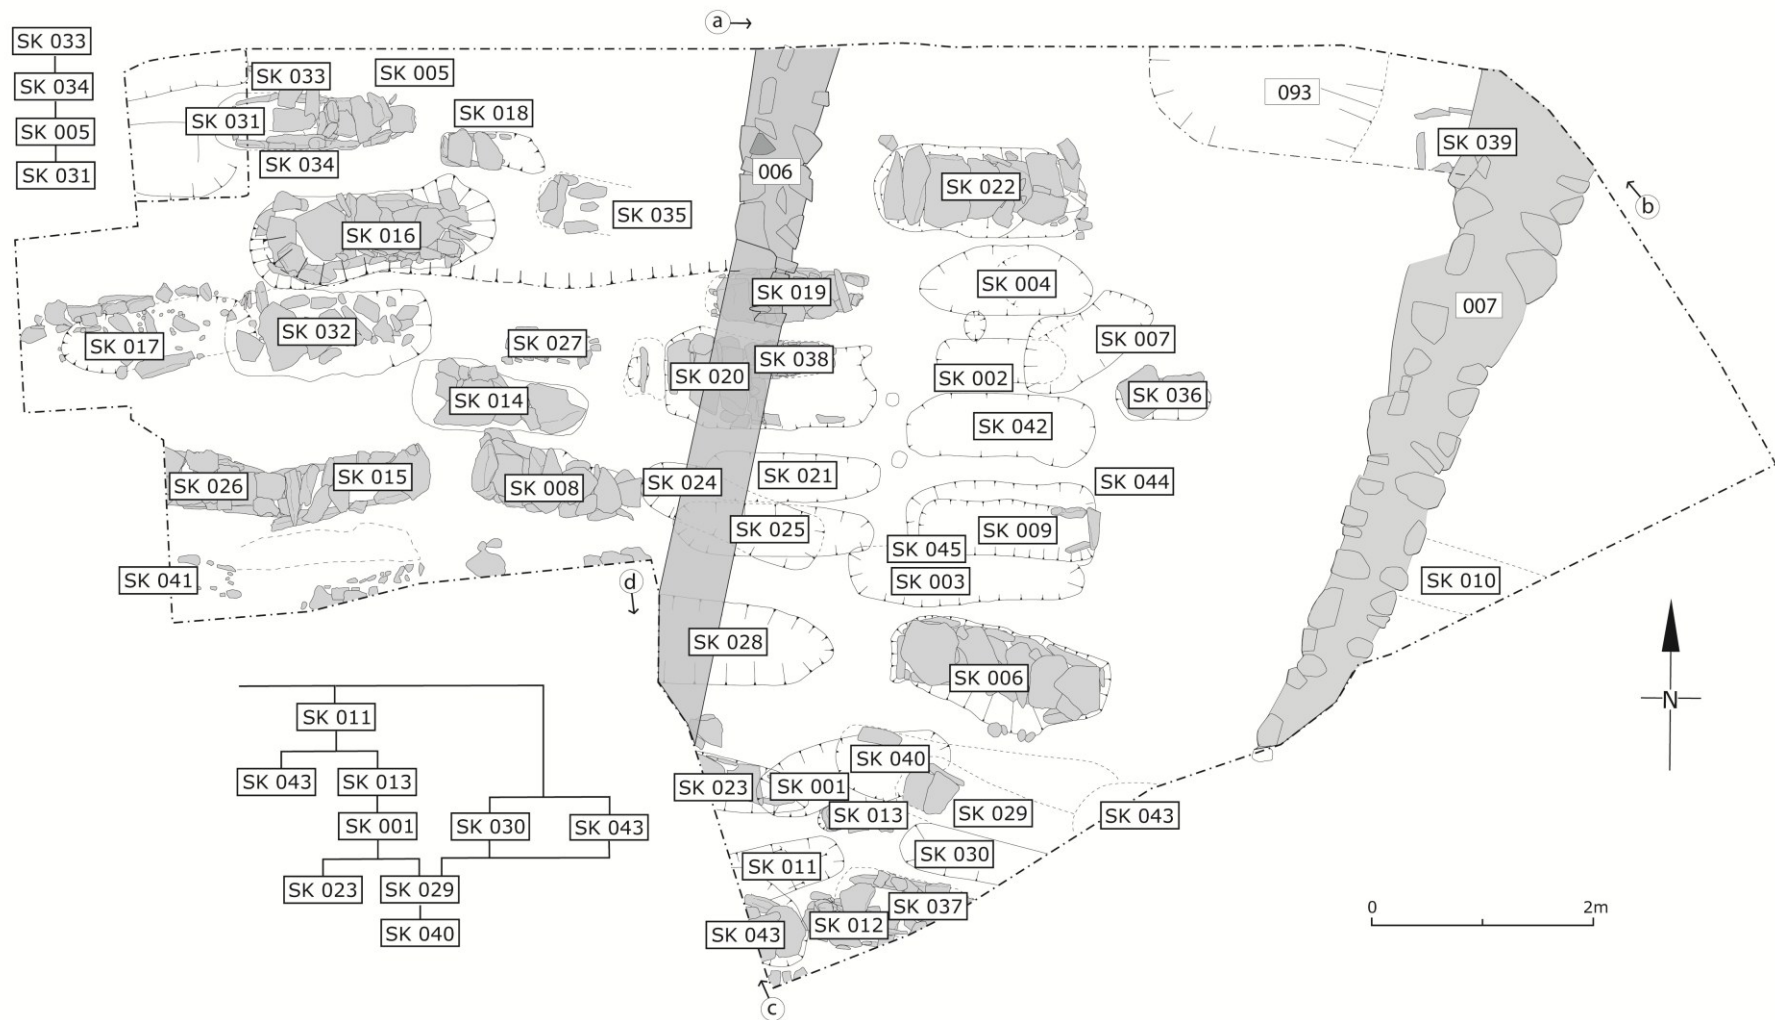 a
SK 033
SK 034
SK 005
SK 031
SK 033
SK 005
SK 031
SK 034
SK 018
SK 035
SK 016
006
SK 022
093
SK 039
b
SK 019
SK 004
007
SK 017
SK 032
SK 027
SK 020
SK 038
SK 002
SK 007
SK 036
SK 014
SK 042
SK 026
SK 015
SK 008
SK 024
SK 021
SK 044
SK 025
SK 009
SK 045
SK 003
SK 041
d
SK 010
SK 028
SK 006
N
SK 011
SK 043
SK 013
SK 001
SK 030
SK 043
SK 023
SK 029
SK 040
SK 040
SK 023
SK 001
SK 013
SK 029
SK 043
SK 011
SK 030
SK 037
SK 043
SK 012
0
2m
c